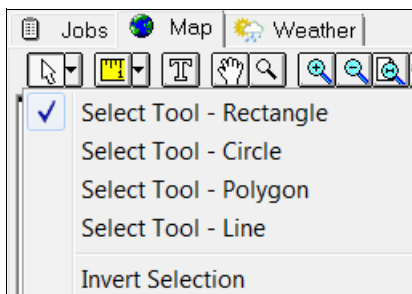 Jobs Map Weather
T
Select Tool - Rectangle
Select Tool - Circle
Select Tool - Polygon
Select Tool - Line
Invert Selection